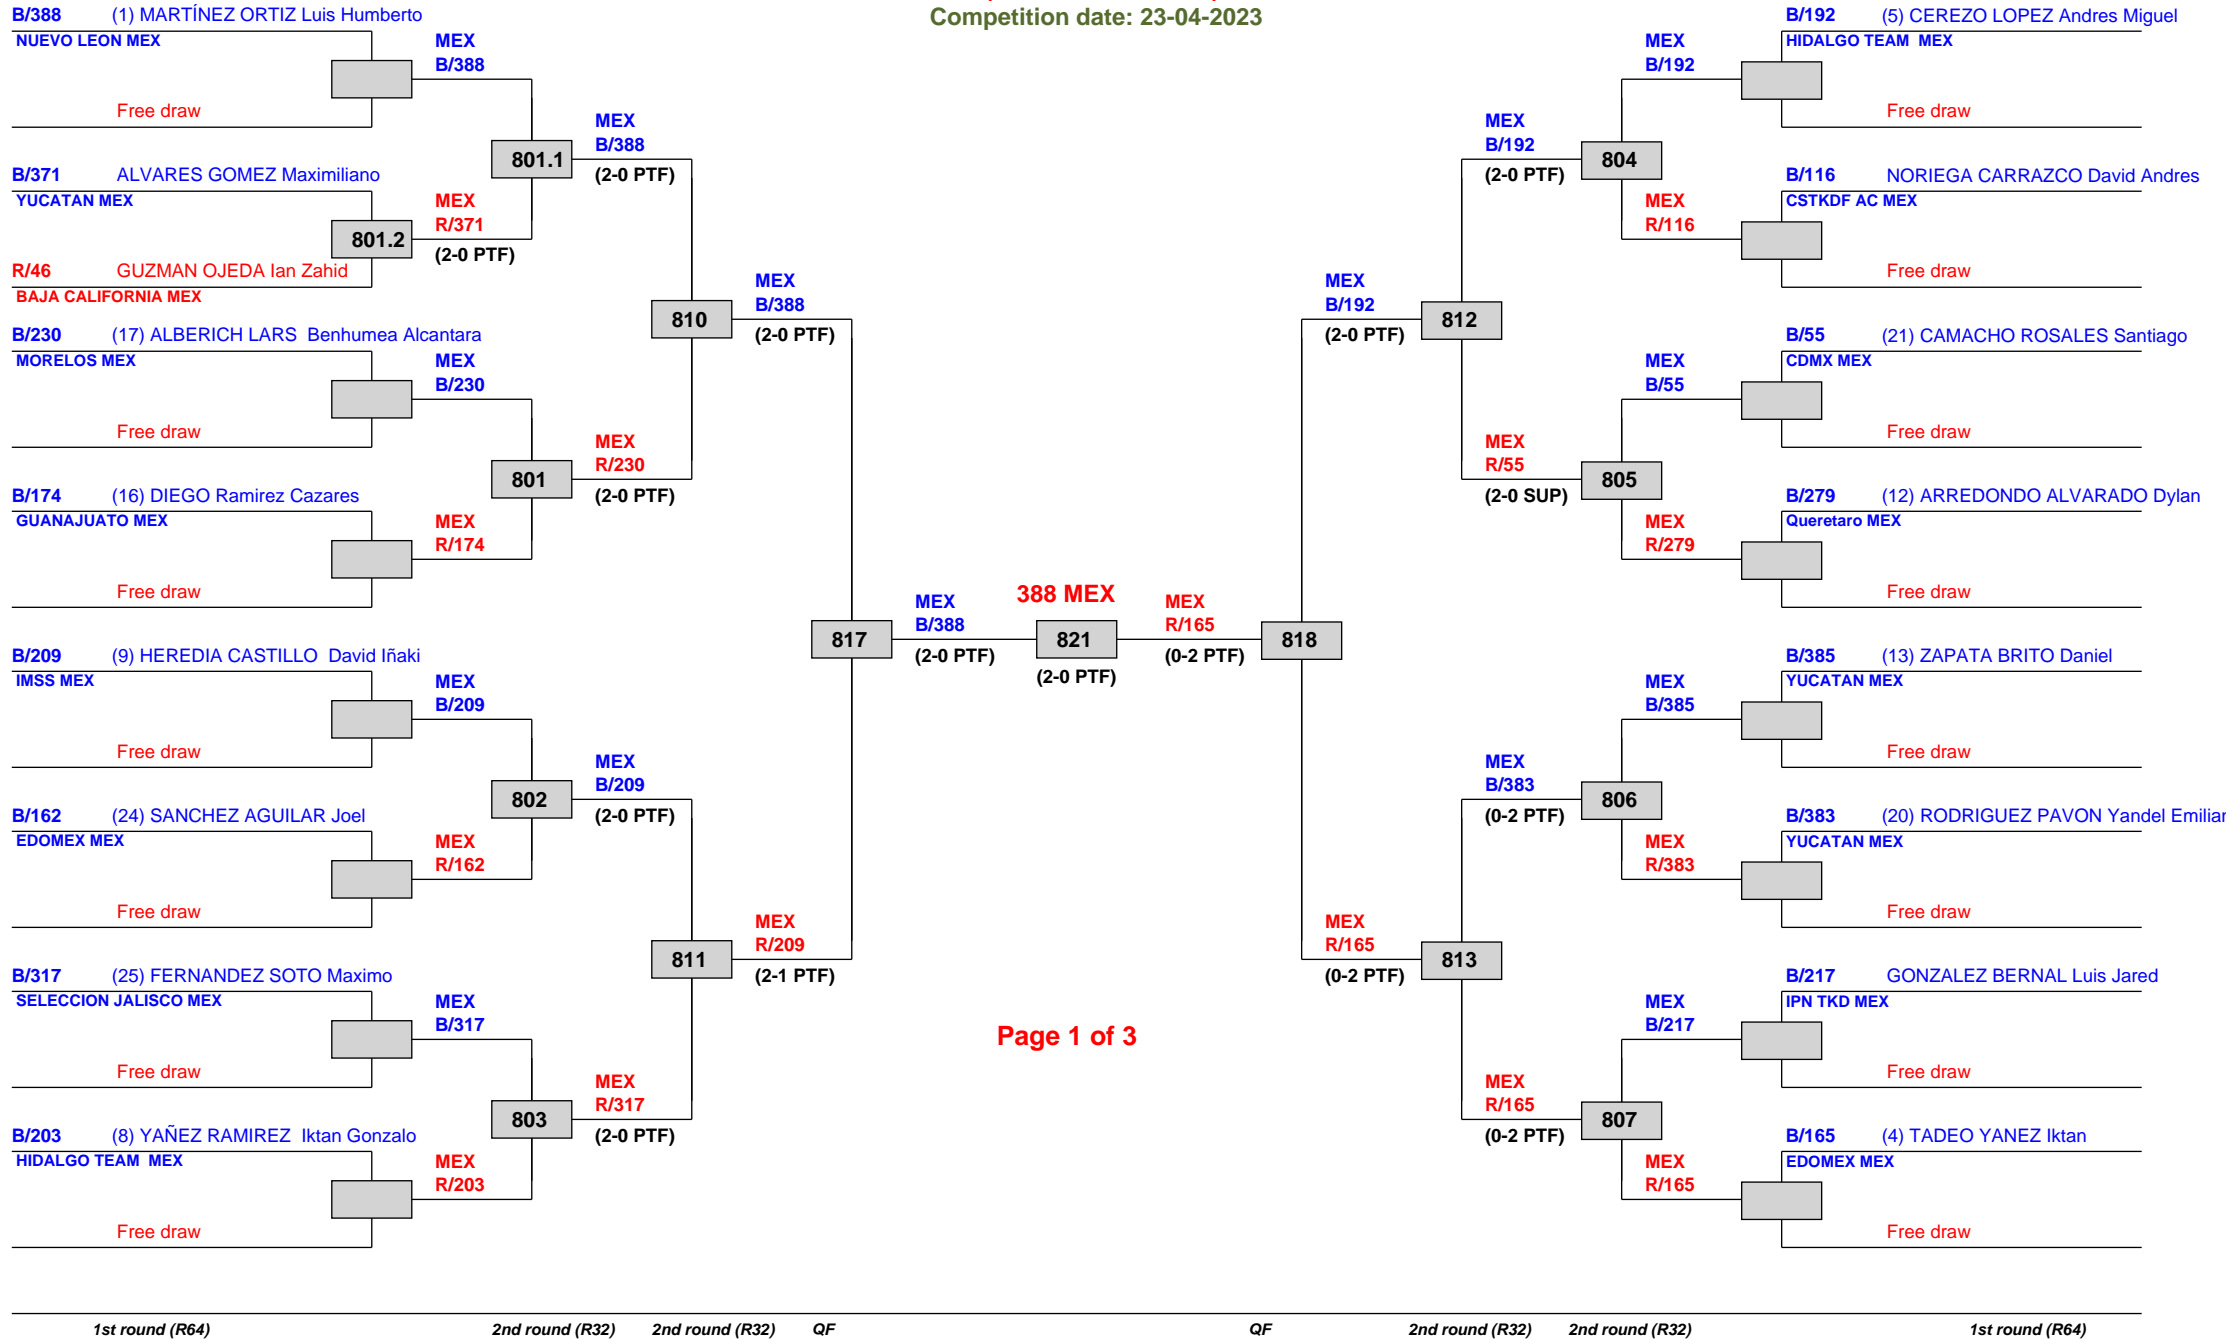 Competition date: 23-04-2023
B/388 (1) MARTÍNEZ ORTIZ Luis Humberto
NUEVO LEON MEX
MEX
B/388
Free draw
MEX
B/388
801.1
(2-0 PTF)
B/371 ALVARES GOMEZ Maximiliano
YUCATAN MEX
MEX
R/371
801.2
(2-0 PTF)
R/46 GUZMAN OJEDA Ian Zahid
BAJA CALIFORNIA MEX
MEX
B/388
810
(2-0 PTF)
B/230 (17) ALBERICH LARS Benhumea Alcantara
MORELOS MEX
MEX
B/230
Free draw
MEX
R/230
801
(2-0 PTF)
B/174 (16) DIEGO Ramirez Cazares
GUANAJUATO MEX
MEX
R/174
Free draw
MEX
B/388
817
(2-0 PTF)
388 MEX
821
(2-0 PTF)
MEX
R/165
818
(0-2 PTF)
B/209 (9) HEREDIA CASTILLO David Iñaki
IMSS MEX
MEX
B/209
Free draw
MEX
B/209
802
(2-0 PTF)
B/162 (24) SANCHEZ AGUILAR Joel
EDOMEX MEX
MEX
R/162
Free draw
MEX
R/209
811
(2-1 PTF)
B/317 (25) FERNANDEZ SOTO Maximo
SELECCION JALISCO MEX
MEX
B/317
Free draw
MEX
R/317
803
(2-0 PTF)
B/203 (8) YAÑEZ RAMIREZ Iktan Gonzalo
HIDALGO TEAM MEX
MEX
R/203
Free draw
Page 1 of 3
B/192 (5) CEREZO LOPEZ Andres Miguel
HIDALGO TEAM MEX
MEX
B/192
Free draw
MEX
B/192
804
(2-0 PTF)
B/116 NORIEGA CARRAZCO David Andres
CSTKDF AC MEX
MEX
R/116
Free draw
MEX
B/192
812
(2-0 PTF)
B/55 (21) CAMACHO ROSALES Santiago
CDMX MEX
MEX
B/55
Free draw
MEX
R/55
805
(2-0 SUP)
B/279 (12) ARREDONDO ALVARADO Dylan
Queretaro MEX
MEX
R/279
Free draw
B/385 (13) ZAPATA BRITO Daniel
YUCATAN MEX
MEX
B/385
Free draw
MEX
B/383
806
(0-2 PTF)
B/383 (20) RODRIGUEZ PAVON Yandel Emilian
YUCATAN MEX
MEX
R/383
Free draw
MEX
R/165
813
(0-2 PTF)
B/217 GONZALEZ BERNAL Luis Jared
IPN TKD MEX
MEX
B/217
Free draw
MEX
R/165
807
(0-2 PTF)
B/165 (4) TADEO YANEZ Iktan
EDOMEX MEX
MEX
R/165
Free draw
1st round (R64) 2nd round (R32) 2nd round (R32) QF QF 2nd round (R32) 2nd round (R32) 1st round (R64)